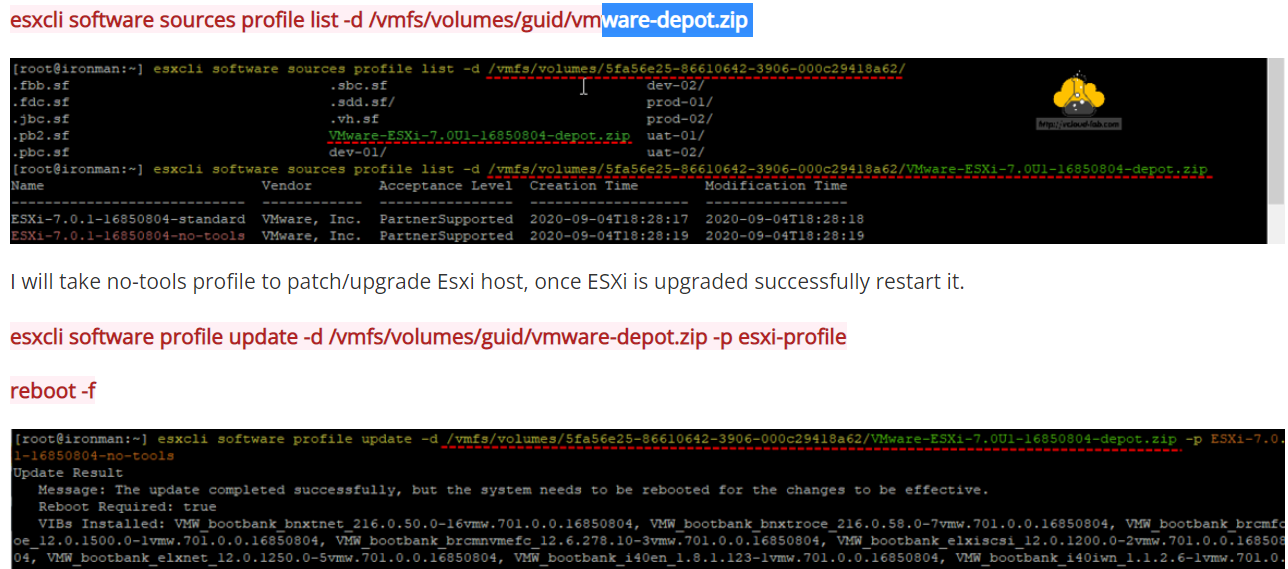 esxcli software sources profile list -d /vmfs/volumes/guid/vmware-depot.zip
[root@ironman:~] esxcli software sources profile list -d /vmfs/volumes/5fa56e25-86610642-3906-000c29418a62/
.fbb.sf .sbc.sf dev-02/
.fdc.sf .sdd.sf/ prod-01/
.jbc.sf .vh.sf prod-02/
.pb2.sf VMware-ESXi-7.0U1-16850804-depot.zip uat-01/
.pbc.sf dev-01/ uat-02/
http://vcloud-lab.com
[root@ironman:~] esxcli software sources profile list -d /vmfs/volumes/5fa56e25-86610642-3906-000c29418a62/VMware-ESXi-7.0U1-16850804-depot.zip
Name Vendor Acceptance Level Creation Time Modification Time
---------------------------- ------------ ---------------- ------------------- -----------------
ESXi-7.0.1-16850804-standard VMware, Inc. PartnerSupported 2020-09-04T18:28:17 2020-09-04T18:28:18
ESXi-7.0.1-16850804-no-tools VMware, Inc. PartnerSupported 2020-09-04T18:28:19 2020-09-04T18:28:19
I will take no-tools profile to patch/upgrade Esxi host, once ESXi is upgraded successfully restart it.
esxcli software profile update -d /vmfs/volumes/guid/vmware-depot.zip -p esxi-profile
reboot -f
[root@ironman:~] esxcli software profile update -d /vmfs/volumes/5fa56e25-86610642-3906-000c29418a62/VMware-ESXi-7.0U1-16850804-depot.zip -p ESXi-7.0.
1-16850804-no-tools
Update Result
Message: The update completed successfully, but the system needs to be rebooted for the changes to be effective.
Reboot Required: true
VIBs Installed: VMW_bootbank_bnxtnet_216.0.50.0-16vmw.701.0.0.16850804, VMW_bootbank_bnxtroce_216.0.58.0-7vmw.701.0.0.16850804, VMW_bootbank_brcmfc
oe_12.0.1500.0-1vmw.701.0.0.16850804, VMW_bootbank_brcmnvmefc_12.6.278.10-3vmw.701.0.0.16850804, VMW_bootbank_elxiscsi_12.0.1200.0-2vmw.701.0.0.168508
04, VMW_bootbank_elxnet_12.0.1250.0-5vmw.701.0.0.16850804, VMW_bootbank_i40en_1.8.1.123-1vmw.701.0.0.16850804, VMW_bootbank_i40iwn_1.1.2.6-1vmw.701.0.0.